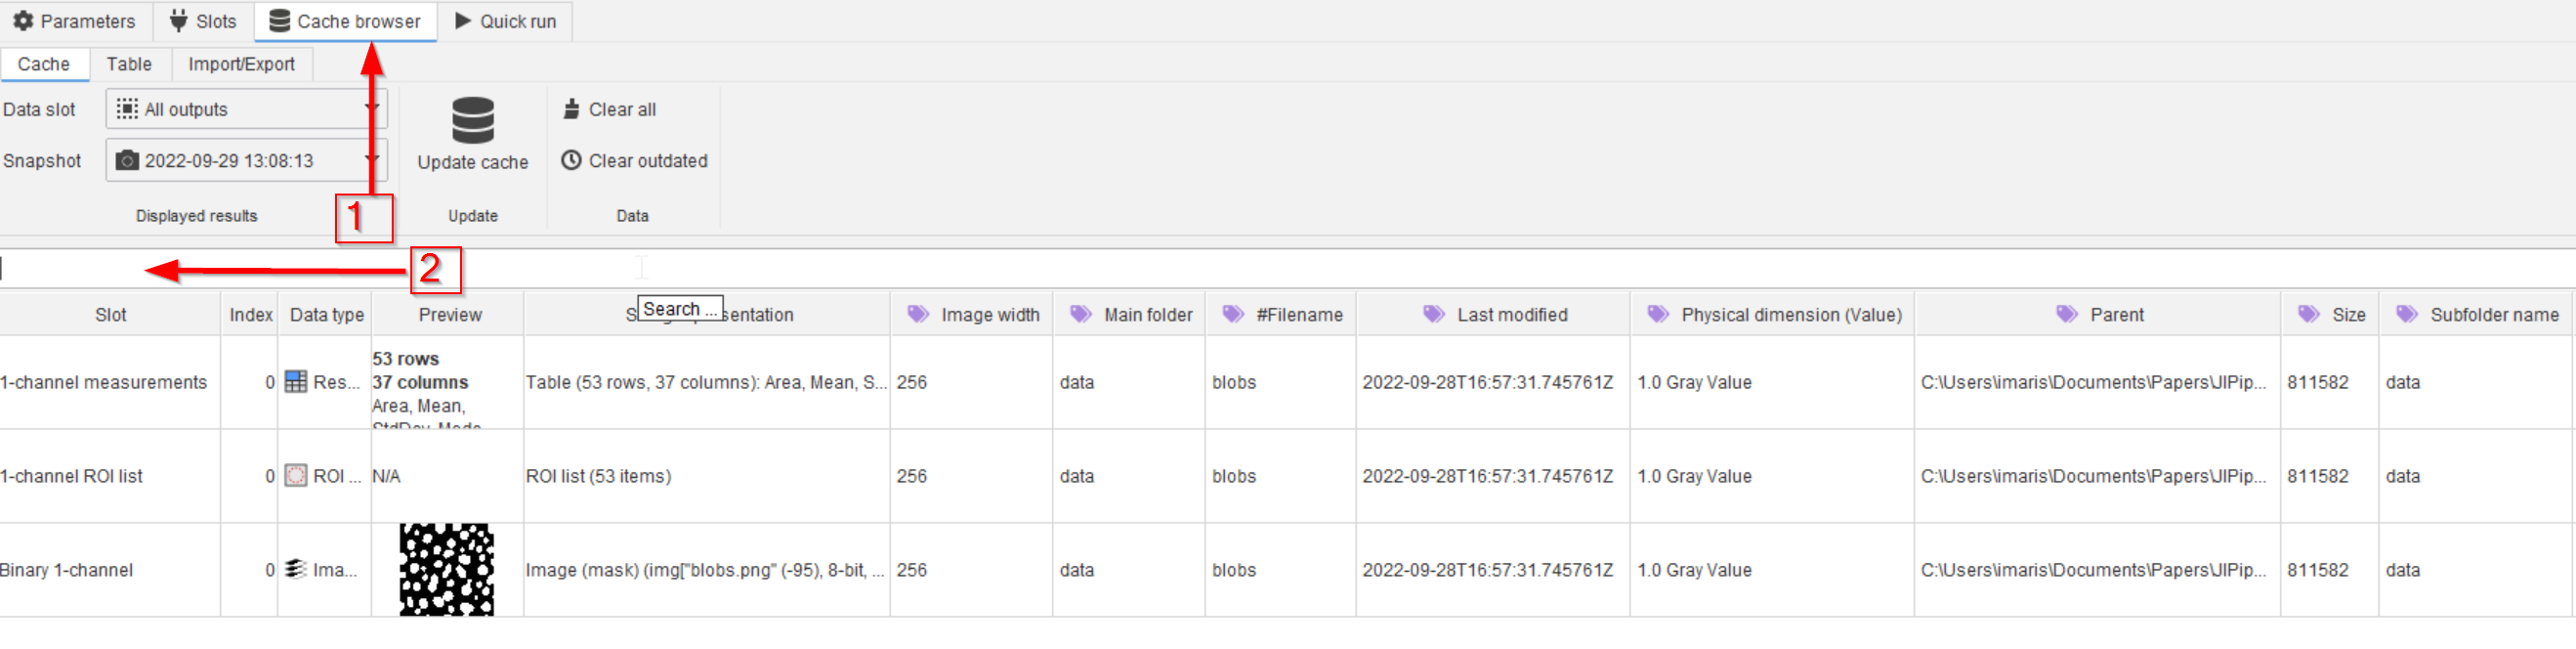 Parameters Slots Cache browser Quick run
Cache Table Import/Export
Data slot All outputs Clear all
Snapshot 2022-09-29 13:08:13 Update cache Clear outdated
1 Displayed results Update Data
2
Search ...
Slot Index Data type Preview Image width Main folder #Filename Last modified Physical dimension (Value) Parent Size Subfolder name
53 rows
37 columns
1-channel measurements 0 Res... Table (53 rows, 37 columns): Area, Mean, S... 256 data blobs 2022-09-28T16:57:31.745761Z 1.0 Gray Value C:\Users\imaris\Documents\Papers\JIPip... 811582 data
Area, Mean,
StdDev, Mode
1-channel ROI list 0 ROI ... N/A ROI list (53 items) 256 data blobs 2022-09-28T16:57:31.745761Z 1.0 Gray Value C:\Users\imaris\Documents\Papers\JIPip... 811582 data
Binary 1-channel 0 Ima... Image (mask) (img["blobs.png" (-95), 8-bit, ... 256 data blobs 2022-09-28T16:57:31.745761Z 1.0 Gray Value C:\Users\imaris\Documents\Papers\JIPip... 811582 data